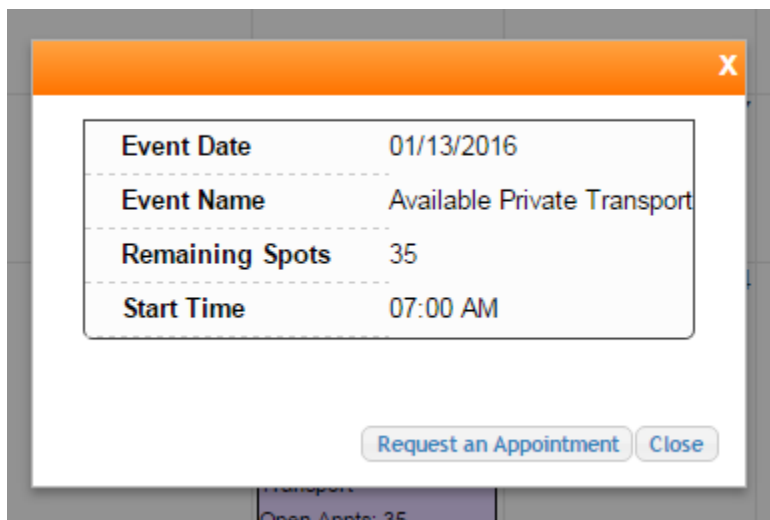 X
Event Date 01/13/2016
Event Name Available Private Transport
Remaining Spots 35
Start Time 07:00 AM
Request an Appointment Close
Transport
Open Appts: 35